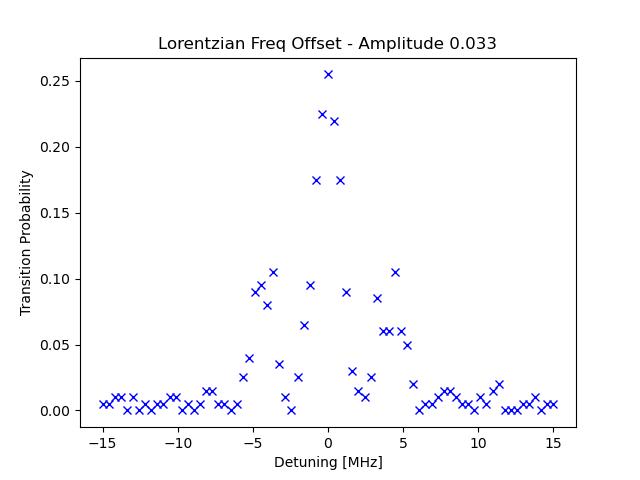 Lorentzian Freq Offset - Amplitude 0.033
Transition Probability
0.25
0.20
0.15
0.10
0.05
0.00
−15 −10 −5 0 5 10 15
Detuning [MHz]